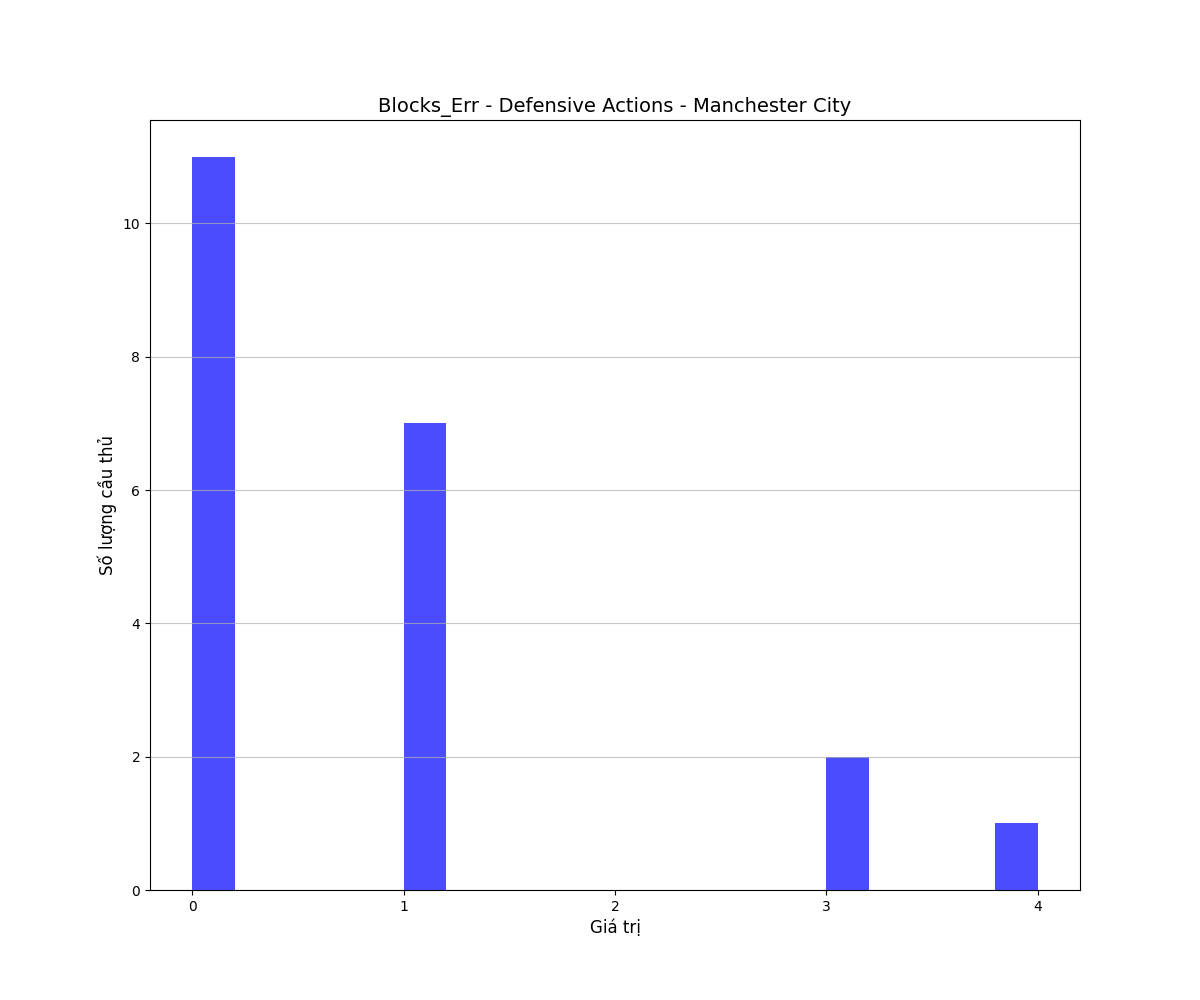 Blocks_Err - Defensive Actions - Manchester City
10
8
6
4
2
0
Số lượng cầu thủ
0 1 2 3 4
Giá trị